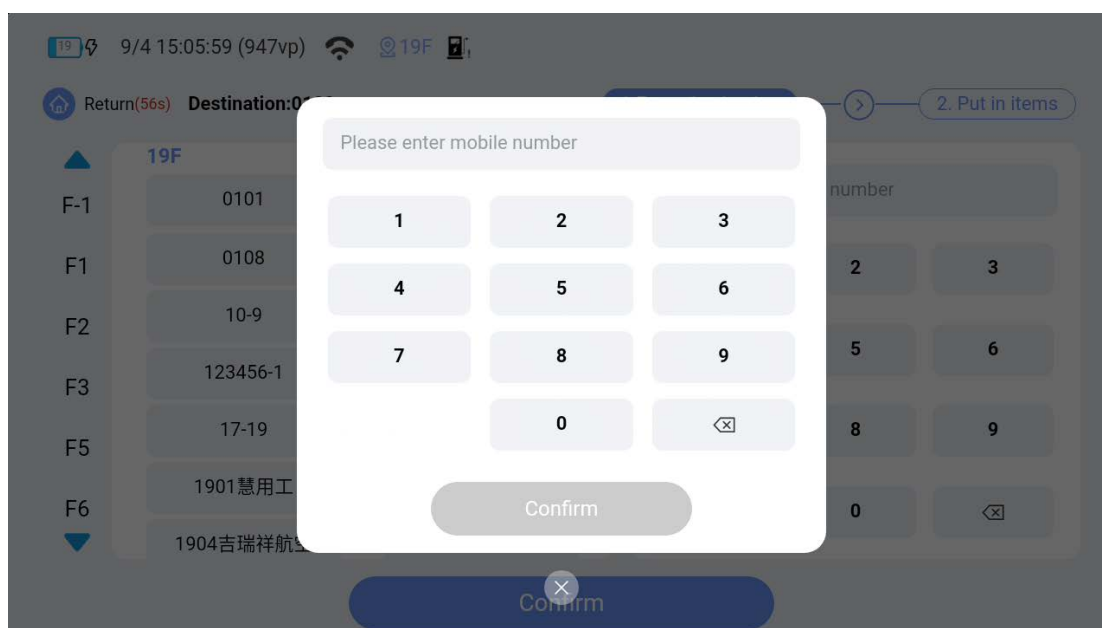 19 9/4 15:05:59 (947vp) 19F
Return(56s) Destination:0 2. Put in items
19F
F-1
F1
F2
F3
F5
F6
0101
0108
10-9
123456-1
17-19
1901慧用工
1904吉瑞祥航空
Please enter mobile number
1 2 3
4 5 6
7 8 9
0
Confirm
number
2 3
5 6
8 9
0
Confirm